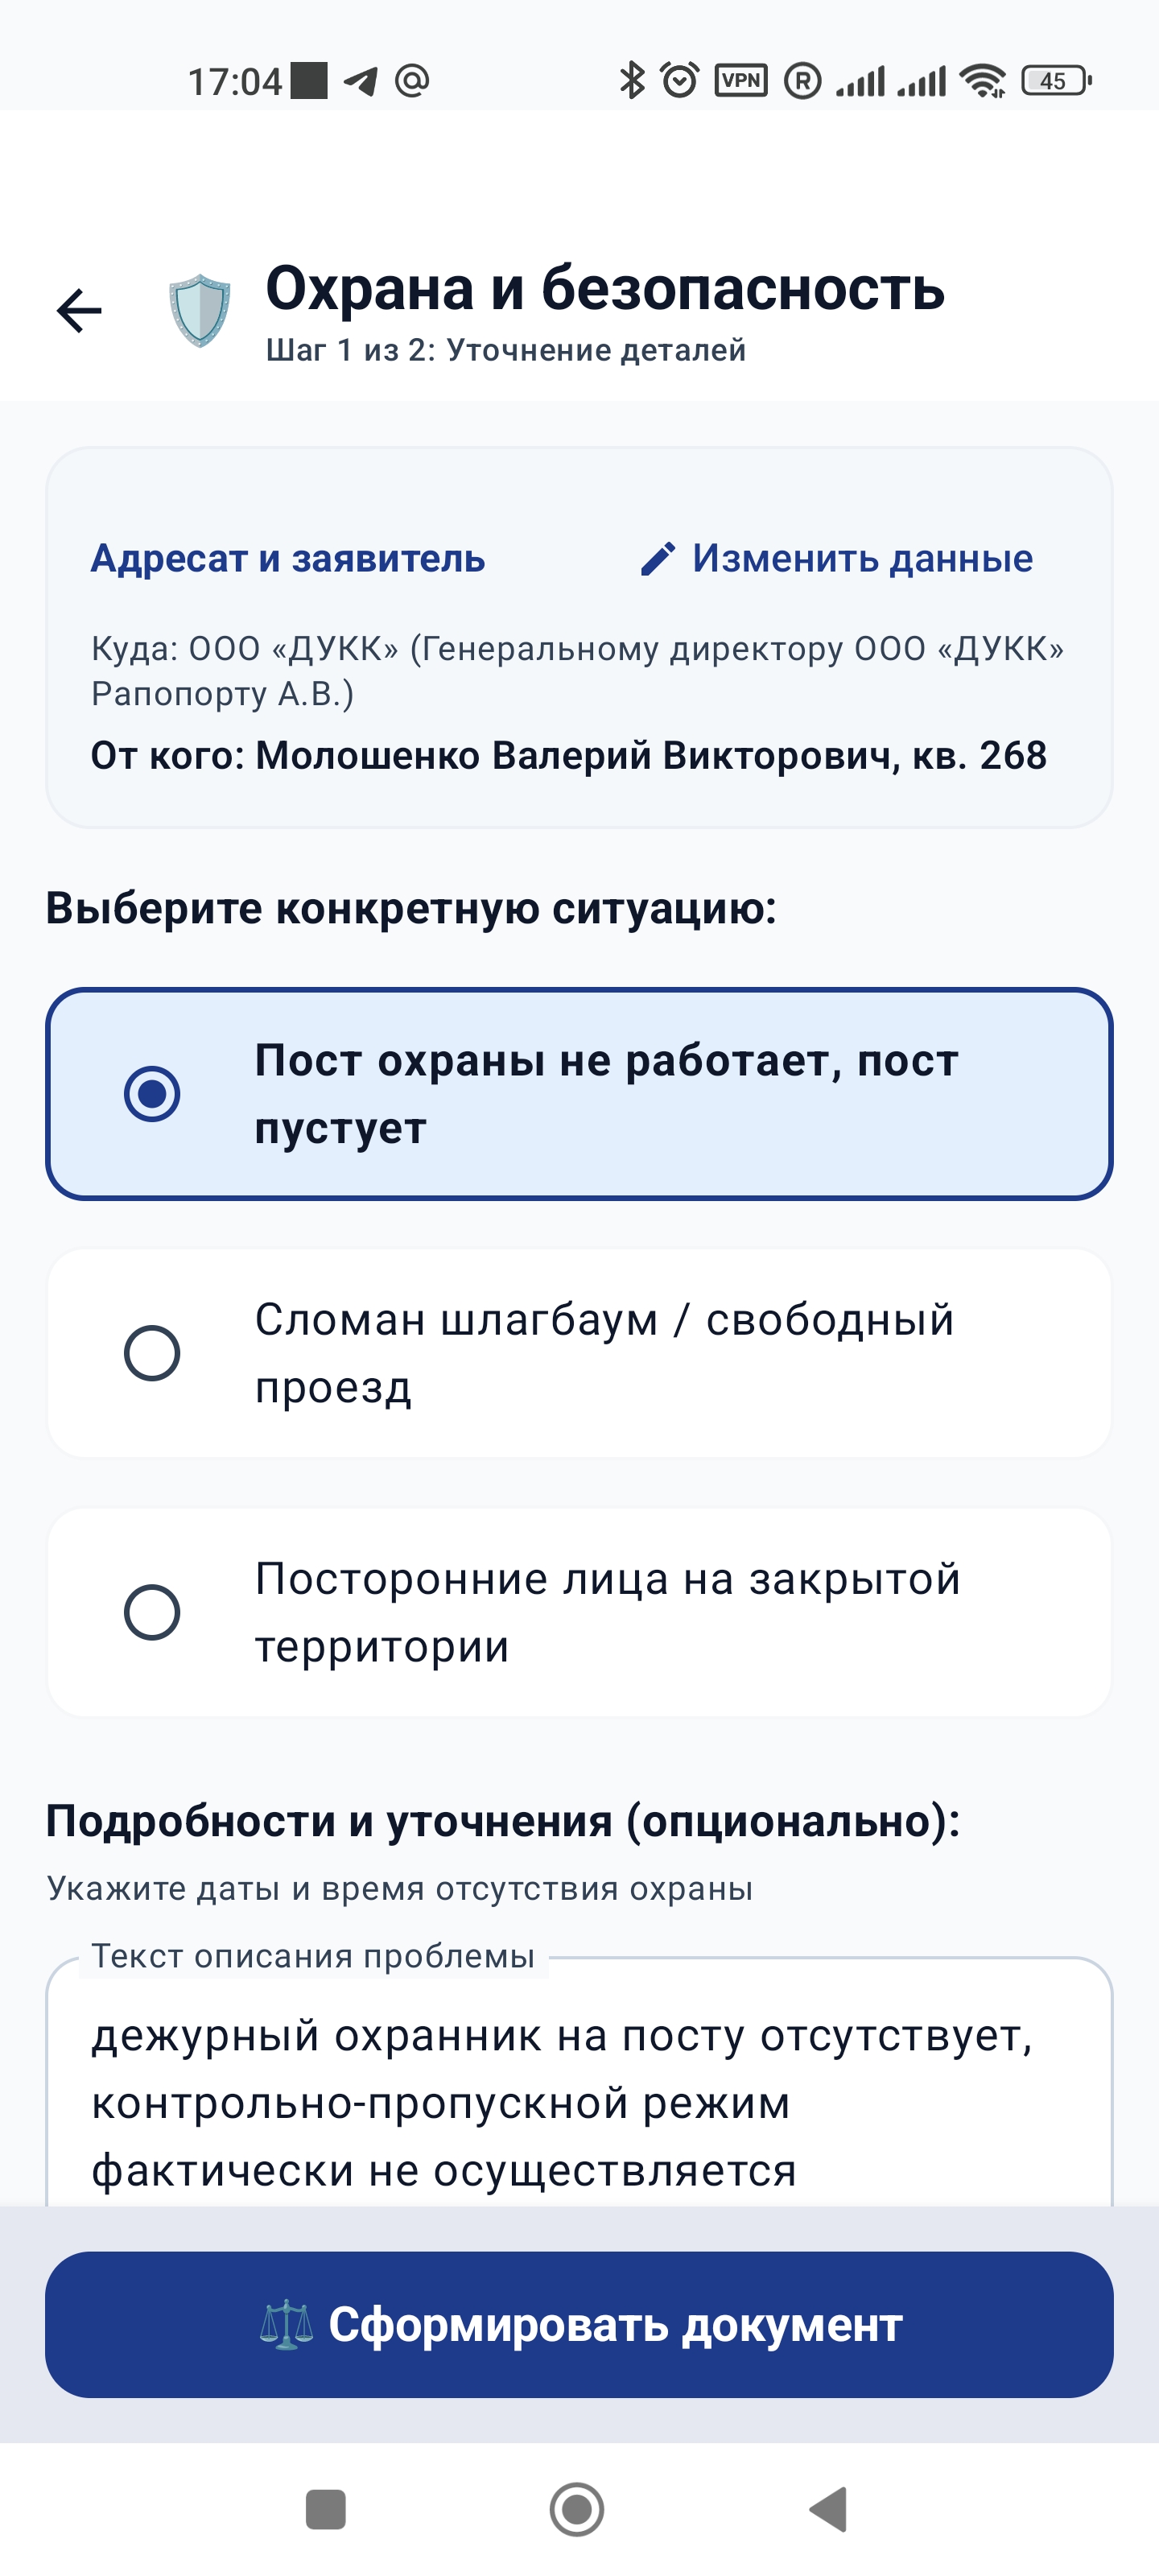 17:04
VPN
R
45
Охрана и безопасность
Шаг 1 из 2: Уточнение деталей
Адресат и заявитель
Изменить данные
Куда: ООО «ДУКК» (Генеральному директору ООО «ДУКК»
Рапопорту А.В.)
От кого: Молошенко Валерий Викторович, кв. 268
Выберите конкретную ситуацию:
Пост охраны не работает, пост
пустует
Сломан шлагбаум / свободный
проезд
Посторонние лица на закрытой
территории
Подробности и уточнения (опционально):
Укажите даты и время отсутствия охраны
Текст описания проблемы
дежурный охранник на посту отсутствует,
контрольно-пропускной режим
фактически не осуществляется
Сформировать документ